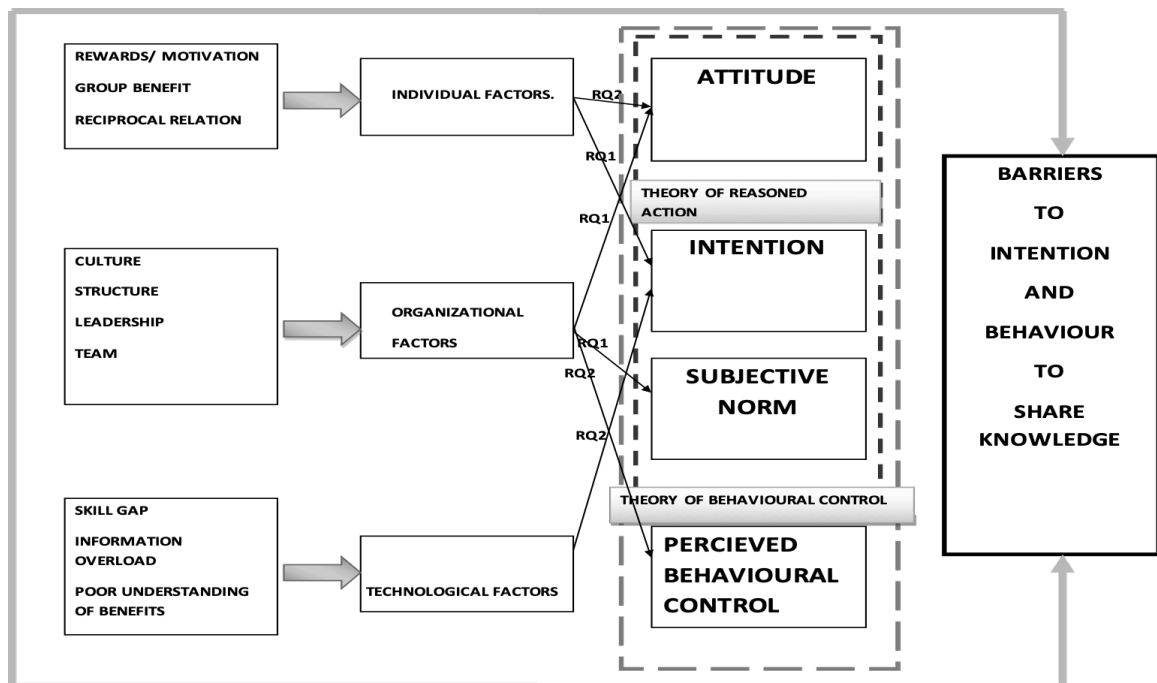 REWARDS/ MOTIVATION
GROUP BENEFIT
RECIPROCAL RELATION
INDIVIDUAL FACTORS.
CULTURE
STRUCTURE
LEADERSHIP
TEAM
ORGANIZATIONAL
FACTORS
SKILL GAP
INFORMATION
OVERLOAD
POOR UNDERSTANDING
OF BENEFITS
TECHNOLOGICAL FACTORS
RQ2
RQ1
RQ1
RQ1
RQ2
RQ2
ATTITUDE
THEORY OF REASONED
ACTION
INTENTION
SUBJECTIVE
NORM
THEORY OF BEHAVIOURAL CONTROL
PERCIEVED
BEHAVIOURAL
CONTROL
BARRIERS
TO
INTENTION
AND
BEHAVIOUR
TO
SHARE
KNOWLEDGE